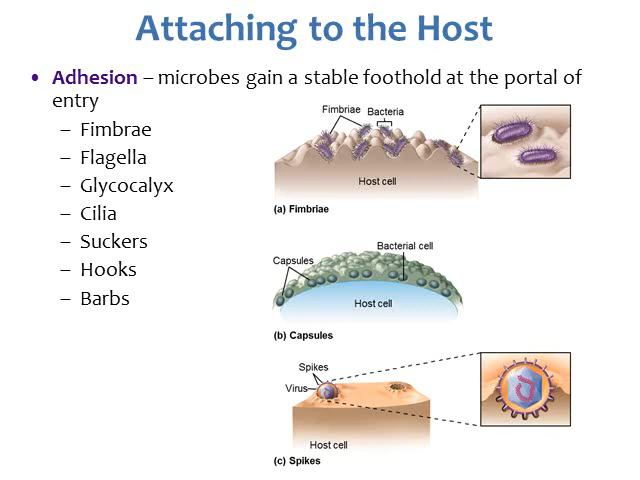 Attaching to the Host
• Adhesion – microbes gain a stable foothold at the portal of
entry
– Fimbrae
– Flagella
– Glycocalyx
– Cilia
– Suckers
– Hooks
– Barbs
Fimbriae
Bacteria
Host cell
(a) Fimbriae
Bacterial cell
Capsules
Host cell
(b) Capsules
Spikes
Virus
Host cell
(c) Spikes